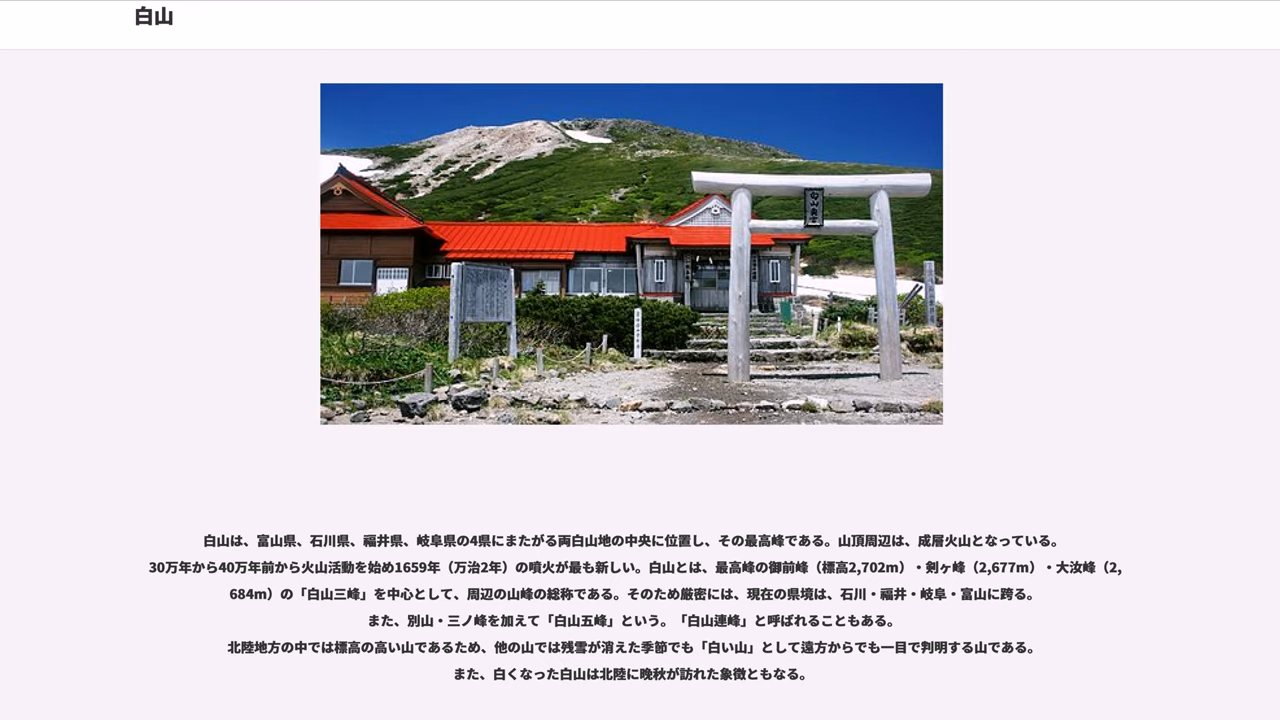 白山
白山奥宮
白山は、富山県、石川県、福井県、岐阜県の4県にまたがる両白山地の中央に位置し、その最高峰である。山頂周辺は、成層火山となっている。
30万年から40万年前から火山活動を始め1659年（万治2年）の噴火が最も新しい。白山とは、最高峰の御前峰（標高2,702m）・剣ヶ峰（2,677m）・大汝峰（2,
684m）の「白山三峰」を中心として、周辺の山峰の総称である。そのため厳密には、現在の県境は、石川・福井・岐阜・富山に跨る。
また、別山・三ノ峰を加えて「白山五峰」という。「白山連峰」と呼ばれることもある。
北陸地方の中では標高の高い山であるため、他の山では残雪が消えた季節でも「白い山」として遠方からでも一目で判明する山である。
また、白くなった白山は北陸に晩秋が訪れた象徴ともなる。